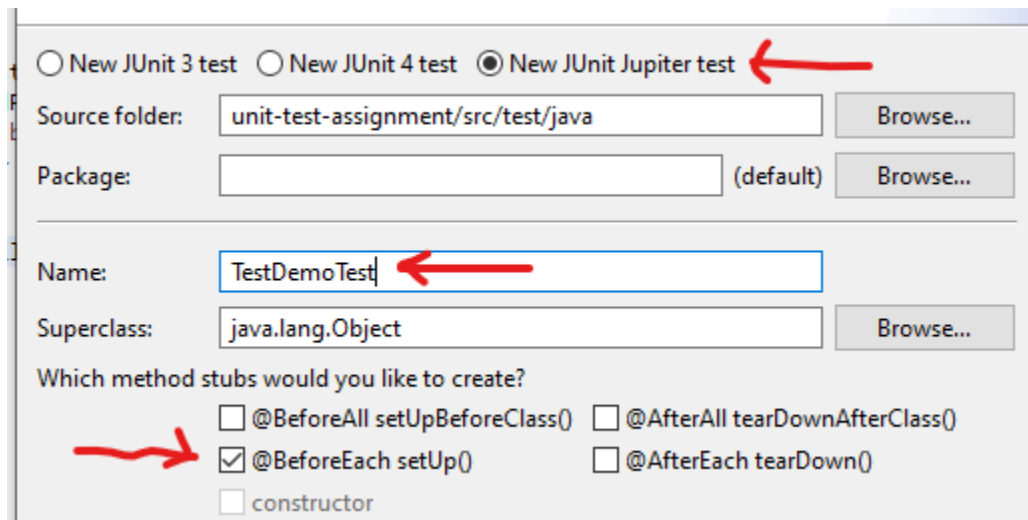 New JUnit 3 test New JUnit 4 test New JUnit Jupiter test
Source folder: unit-test-assignment/src/test/java Browse...
Package: (default) Browse...
Name: TestDemoTest
Superclass: java.lang.Object Browse...
Which method stubs would you like to create?
@BeforeAll setUpBeforeClass() @AfterAll tearDownAfterClass()
@BeforeEach setUp() @AfterEach tearDown()
constructor